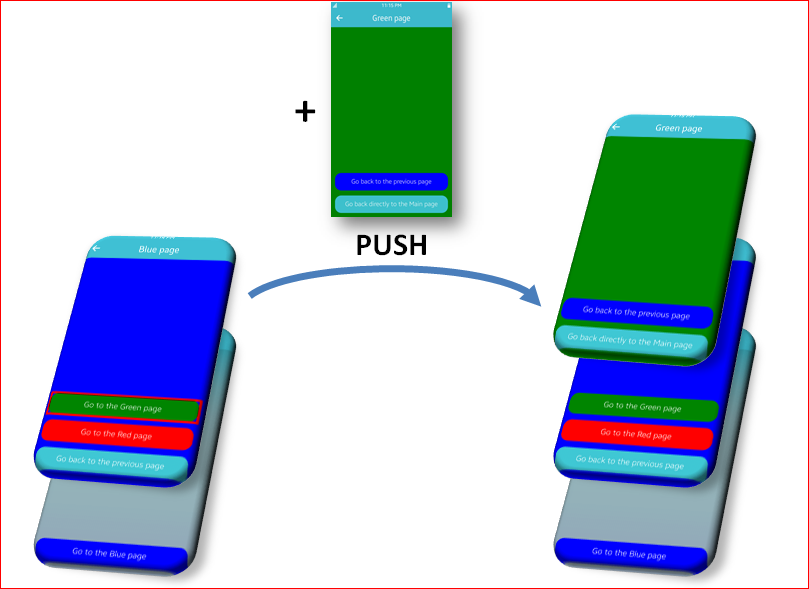 11:15 PM
Green page
Go back to the previous page
Go back directly to the Main page
+
PUSH
Blue page
Go to the Green page
Go to the Red page
Go back to the previous page
Go to the Blue page
Green page
Go back to the previous page
Go back directly to the Main page
Go to the Green page
Go to the Red page
Go back to the previous page
Go to the Blue page